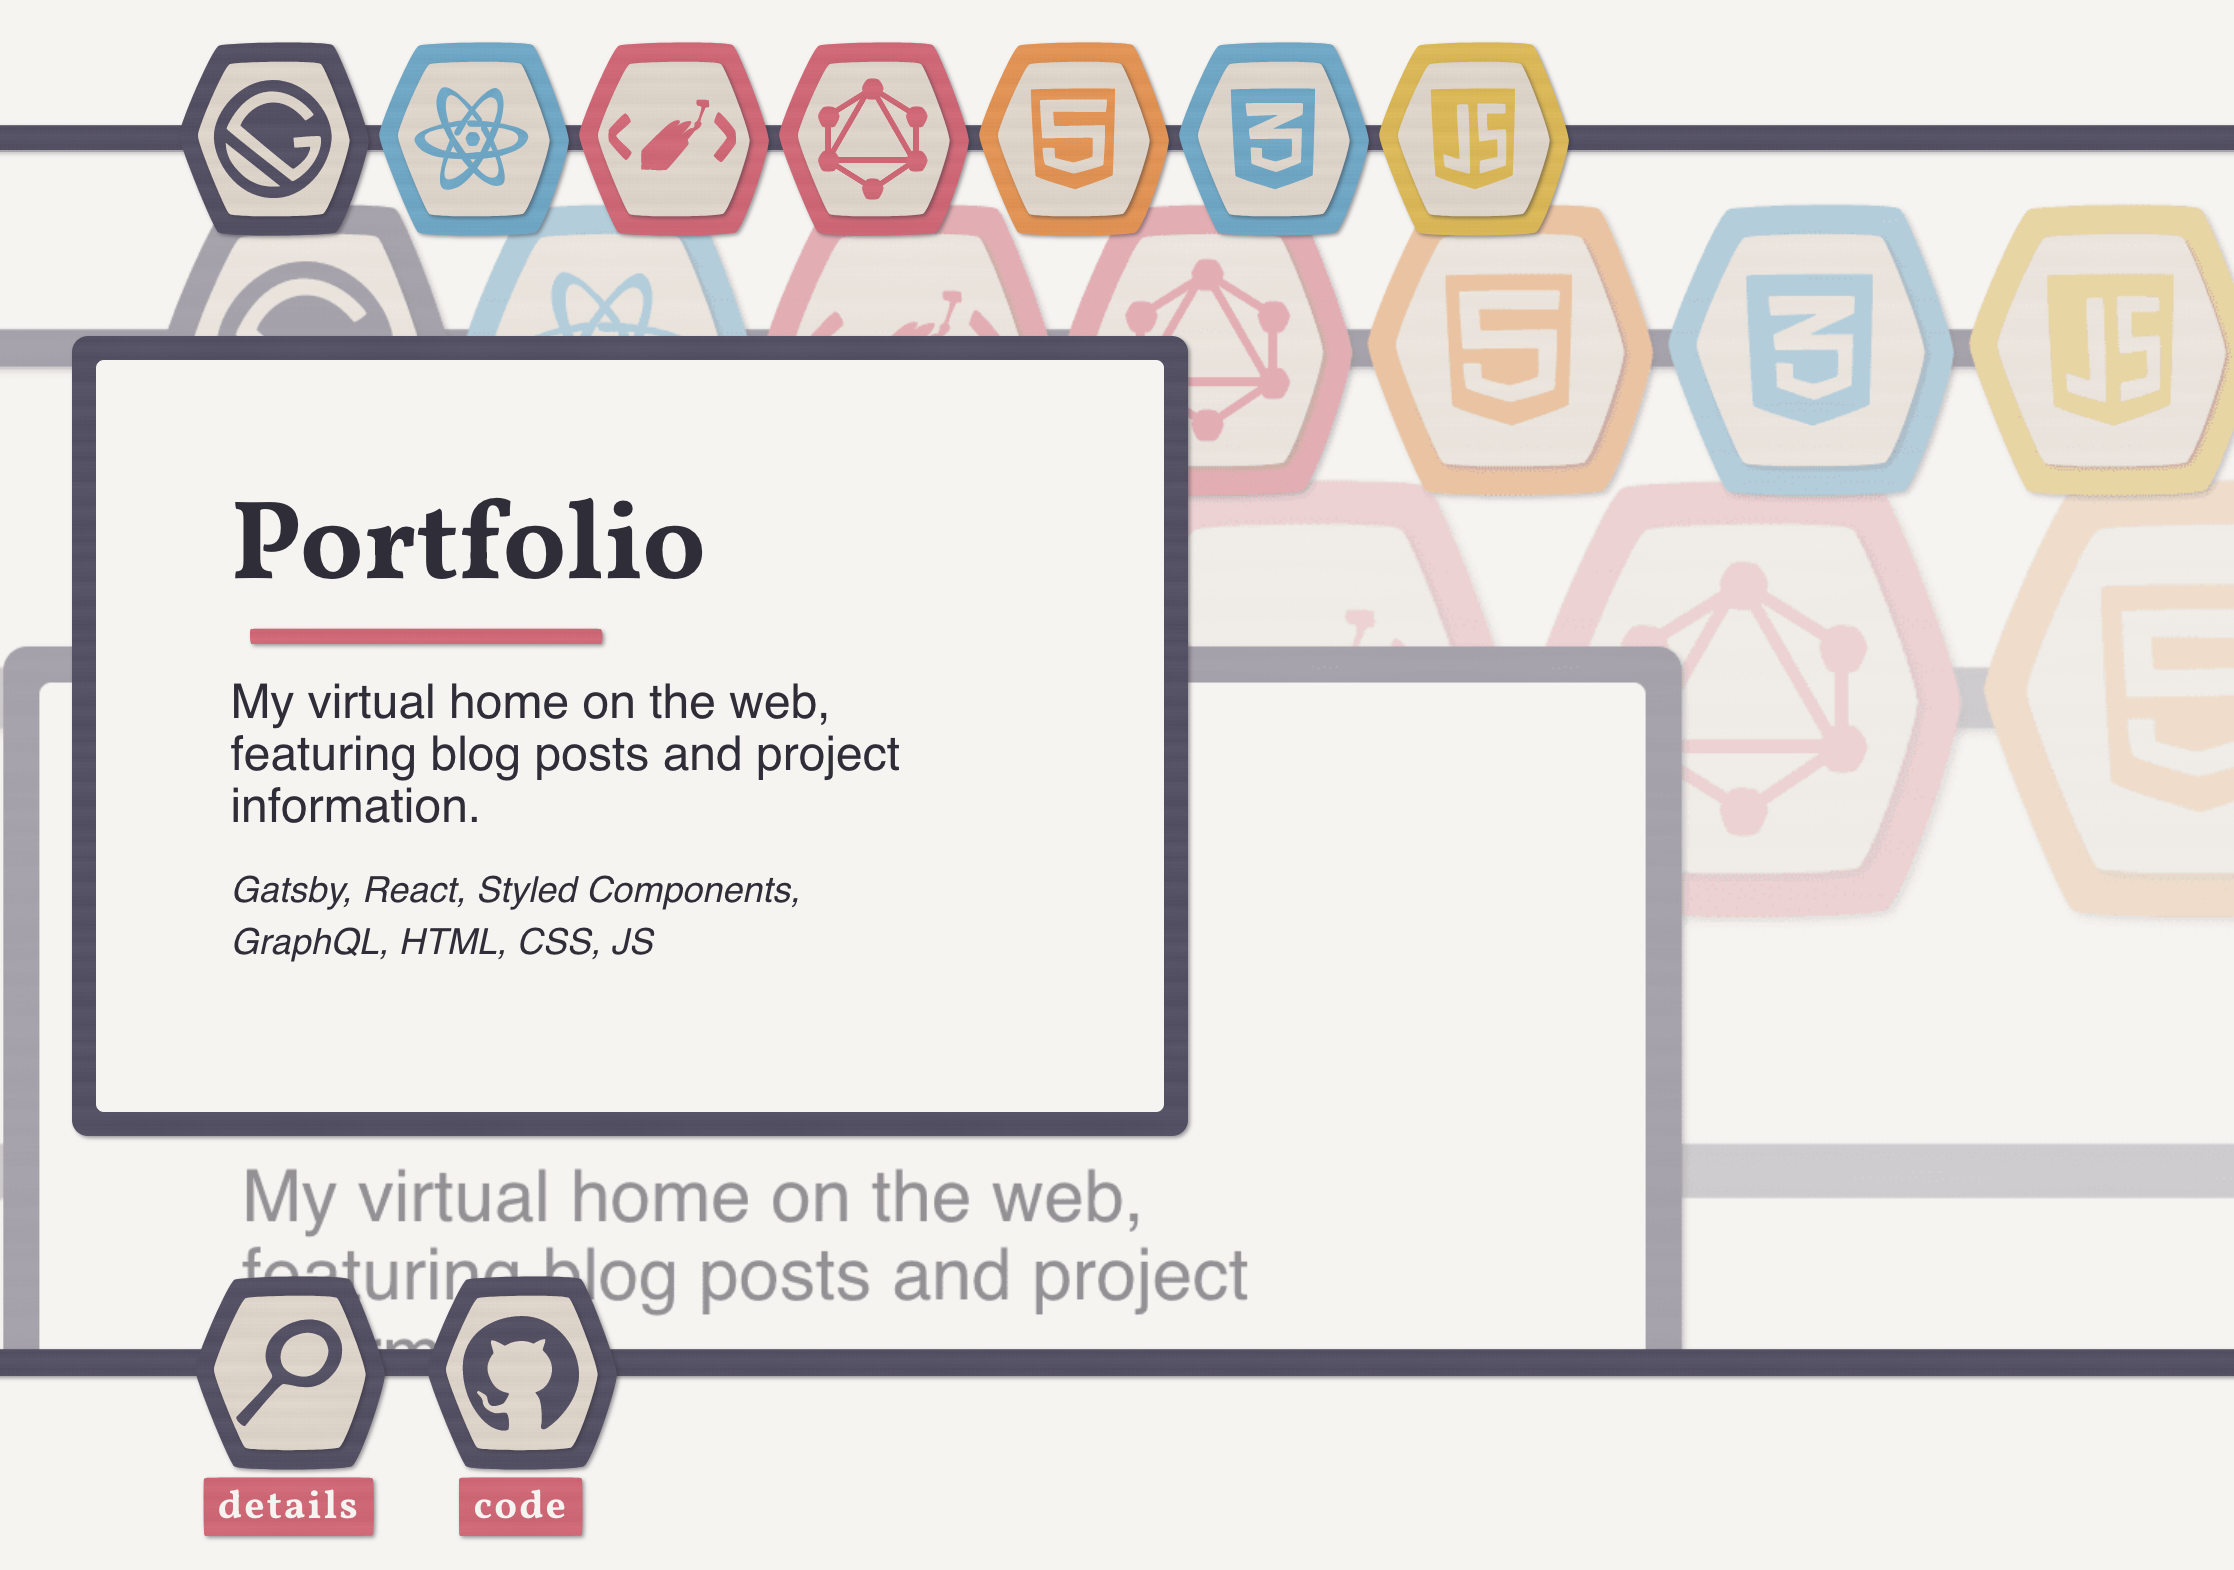 Portfolio
My virtual home on the web,
featuring blog posts and project
information.
Gatsby, React, Styled Components,
GraphQL, HTML, CSS, JS
My virtual home on the web,
featuring blog posts and project
details
code